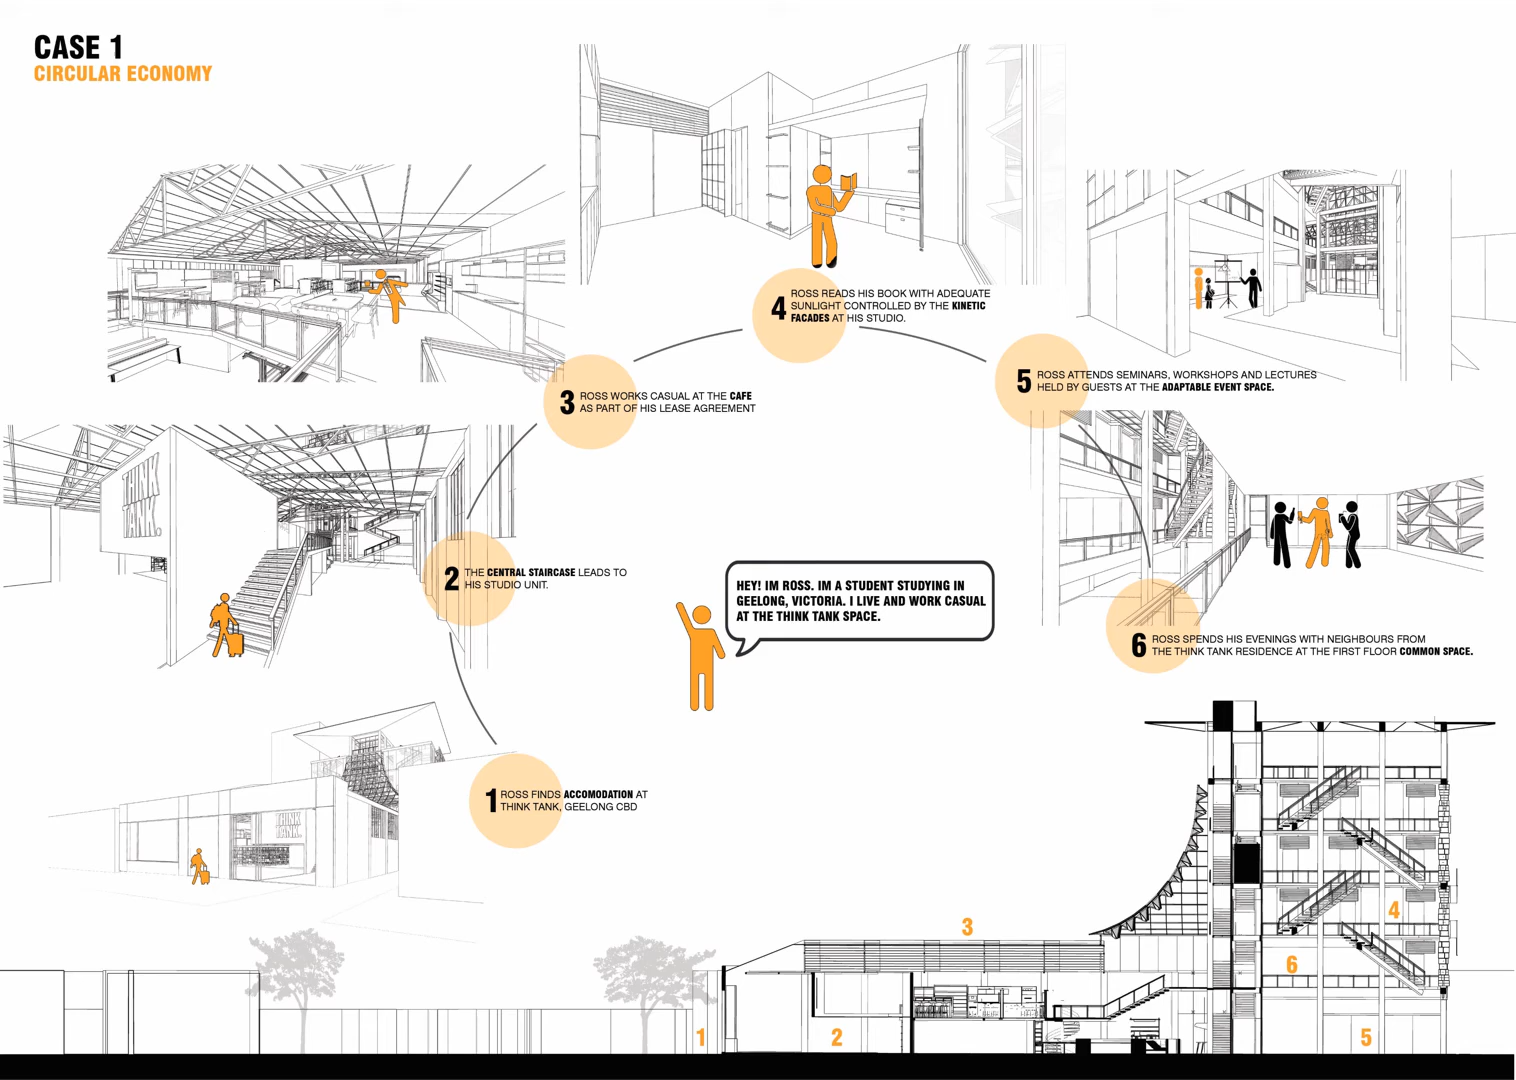 CASE 1
CIRCULAR ECONOMY
4
ROSS READS HIS BOOK WITH ADEQUATE
SUNLIGHT CONTROLLED BY THE KINETIC
FACADES AT HIS STUDIO.
3
ROSS WORKS CASUAL AT THE CAFE
AS PART OF HIS LEASE AGREEMENT
5
ROSS ATTENDS SEMINARS, WORKSHOPS AND LECTURES
HELD BY GUESTS AT THE ADAPTABLE EVENT SPACE.
THINK
TANK.
2
THE CENTRAL STAIRCASE LEADS TO
HIS STUDIO UNIT.
HEY! IM ROSS. IM A STUDENT STUDYING IN
GEELONG, VICTORIA. I LIVE AND WORK CASUAL
AT THE THINK TANK SPACE.
6
ROSS SPENDS HIS EVENINGS WITH NEIGHBOURS FROM
THE THINK TANK RESIDENCE AT THE FIRST FLOOR COMMON SPACE.
1
ROSS FINDS ACCOMODATION AT
THINK TANK, GEELONG CBD
THINK
TANK.
3
4
6
1
2
5